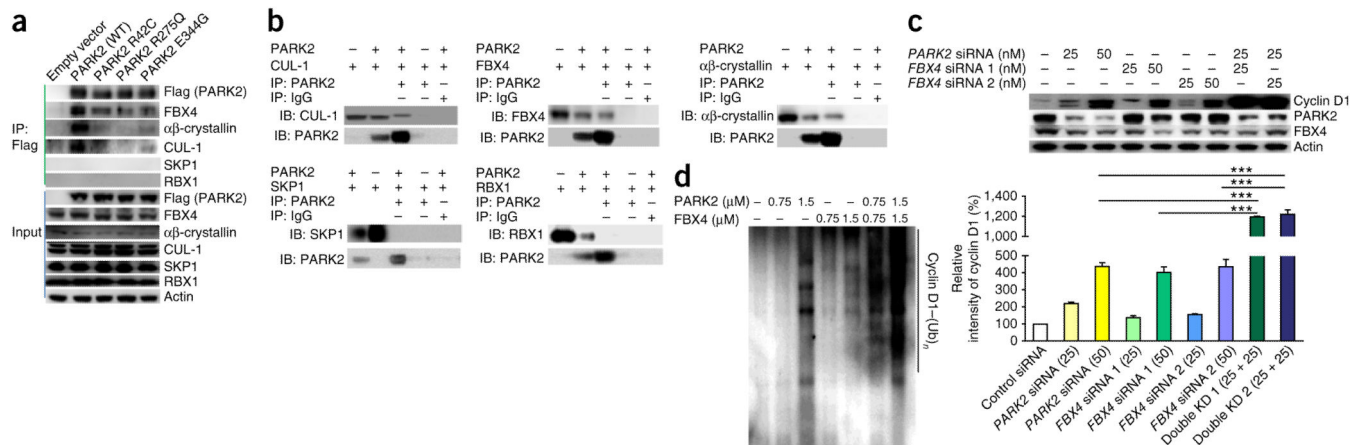 a
Empty vector
PARK2 (WT)
PARK2 R42C
PARK2 R275Q
PARK2 E344G
IP:
Flag
Flag (PARK2)
FBX4
αβ-crystallin
CUL-1
SKP1
RBX1
Input
Flag (PARK2)
FBX4
αβ-crystallin
CUL-1
SKP1
RBX1
Actin
b
PARK2 – + + – +
CUL-1 + + + + +
IP: PARK2 + +
IP: IgG – +
IB: CUL-1
IB: PARK2
PARK2 – + + – +
FBX4 + + + + +
IP: PARK2 + +
IP: IgG – +
IB: FBX4
IB: PARK2
PARK2 – + + – +
αβ-crystallin + + + + +
IP: PARK2 + +
IP: IgG – +
IB: αβ-crystallin
IB: PARK2
PARK2 + – + – +
SKP1 + + + + +
IP: PARK2 + +
IP: IgG – +
IB: SKP1
IB: PARK2
PARK2 – + + – +
RBX1 + + + + +
IP: PARK2 + +
IP: IgG – +
IB: RBX1
IB: PARK2
c
PARK2 siRNA (nM) – 25 50 – – – – 25 25
FBX4 siRNA 1 (nM) – – – 25 50 – – 25 –
FBX4 siRNA 2 (nM) – – – – – 25 50 – 25
Cyclin D1
PARK2
FBX4
Actin
Relative
intensity of cyclin D1 (%)
1,400
1,200
1,000
500
400
300
200
100
0
***
***
***
***
Control siRNA
PARK2 siRNA (25)
PARK2 siRNA (50)
FBX4 siRNA 1 (25)
FBX4 siRNA 1 (50)
FBX4 siRNA 2 (25)
FBX4 siRNA 2 (50)
Double KD 1 (25 + 25)
Double KD 2 (25 + 25)
d
PARK2 (μM) – 0.75 1.5 – – 0.75 1.5
FBX4 (μM) – – – 0.75 1.5 0.75 1.5
Cyclin D1–(Ub)n